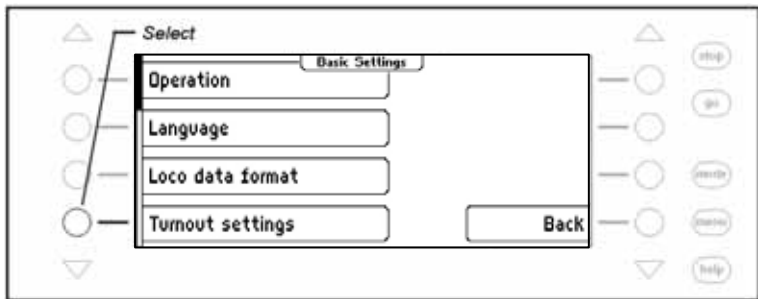 Select
Basic Settings
Operation
Language
Loco data format
Turnout settings
Back
stop
go
mode
menu
help